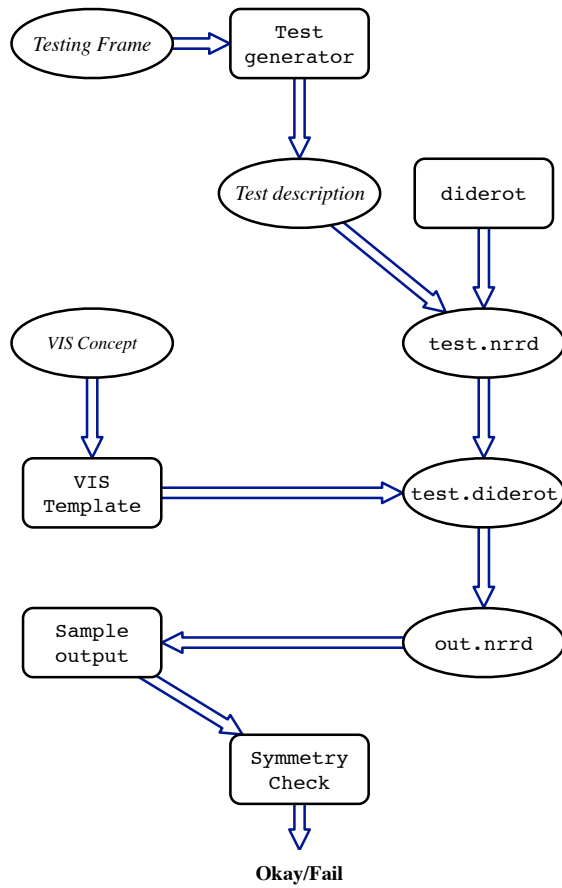 Testing Frame
Test
generator
Test description
diderot
VIS Concept
test.nrrd
VIS
Template
test.diderot
Sample
output
out.nrrd
Symmetry
Check
Okay/Fail